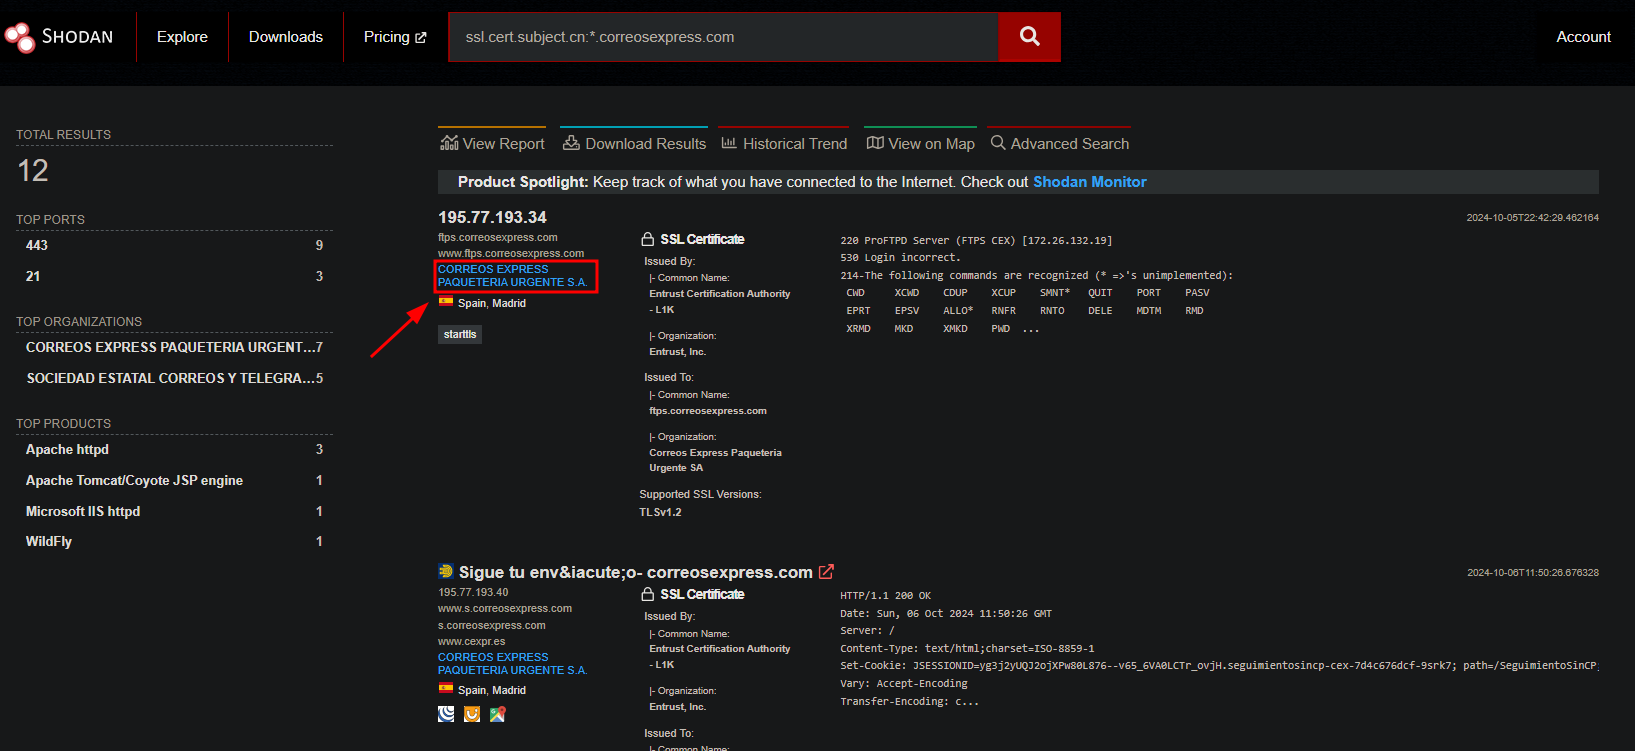 SHODAN
Explore
Downloads
Pricing
ssl.cert.subject.cn:*.correosexpress.com
Account
TOTAL RESULTS
12
TOP PORTS
443 9
21 3
TOP ORGANIZATIONS
CORREOS EXPRESS PAQUETERIA URGENT...7
SOCIEDAD ESTATAL CORREOS Y TELEGRA...5
TOP PRODUCTS
Apache httpd 3
Apache Tomcat/Coyote JSP engine 1
Microsoft IIS httpd 1
WildFly 1
View Report
Download Results
Historical Trend
View on Map
Advanced Search
Product Spotlight: Keep track of what you have connected to the Internet. Check out Shodan Monitor
195.77.193.34
2024-10-05T22:42:29.462164
ftps.correosexpress.com
www.ftps.correosexpress.com
CORREOS EXPRESS
PAQUETERIA URGENTE S.A.
Spain, Madrid
starttls
SSL Certificate
Issued By:
|- Common Name:
Entrust Certification Authority
- L1K
|- Organization:
Entrust, Inc.
Issued To:
|- Common Name:
ftps.correosexpress.com
|- Organization:
Correos Express Paqueteria
Urgente SA
Supported SSL Versions:
TLSv1.2
220 ProFTPD Server (FTPS CEX) [172.26.132.19]
530 Login incorrect.
214-The following commands are recognized (* =>'s unimplemented):
CWD XCWD CDUP XCUP SMNT* QUIT PORT PASV
EPRT EPSV ALLO* RNFR RNTO DELE MDTM RMD
XRMD MKD XMKD PWD ...
Sigue tu env&iacute;o- correosexpress.com
2024-10-06T11:50:26.676328
195.77.193.40
www.s.correosexpress.com
s.correosexpress.com
www.cexpr.es
CORREOS EXPRESS
PAQUETERIA URGENTE S.A.
Spain, Madrid
SSL Certificate
Issued By:
|- Common Name:
Entrust Certification Authority
- L1K
|- Organization:
Entrust, Inc.
Issued To:
|- Common Name:
HTTP/1.1 200 OK
Date: Sun, 06 Oct 2024 11:50:26 GMT
Server: /
Content-Type: text/html;charset=ISO-8859-1
Set-Cookie: JSESSIONID=yg3j2yUQJ2ojXPw80L876--v65_6VA0LCTr_ovjH.seguimientosincp-cex-7d4c676dcf-9srk7; path=/SeguimientoSinCP;
Vary: Accept-Encoding
Transfer-Encoding: c...